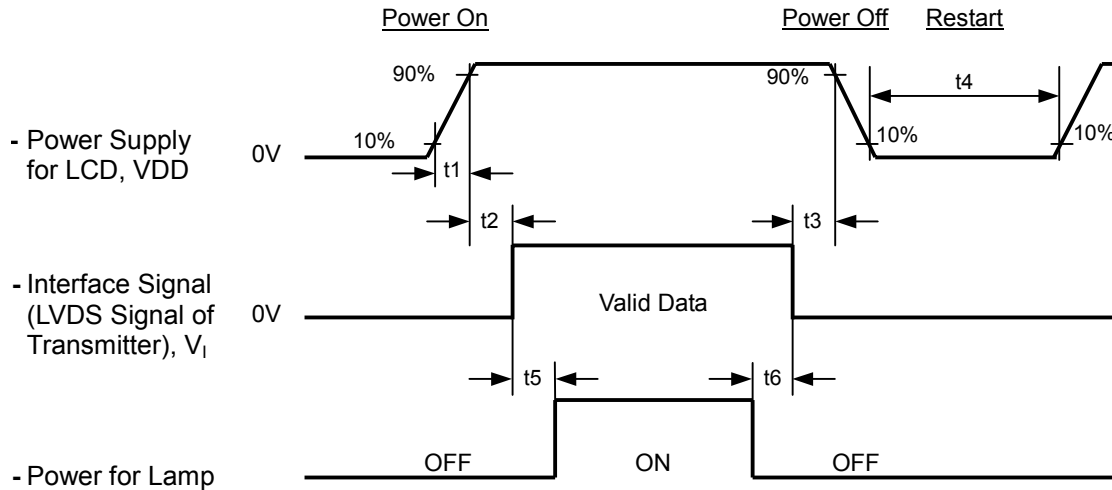 Power On
Power Off
Restart
90%
90%
t4
10%
10%
10%
- Power Supply
for LCD, VDD
0V
t1
t2
t3
- Interface Signal
(LVDS Signal of
Transmitter), VI
0V
Valid Data
t5
t6
- Power for Lamp
OFF
ON
OFF